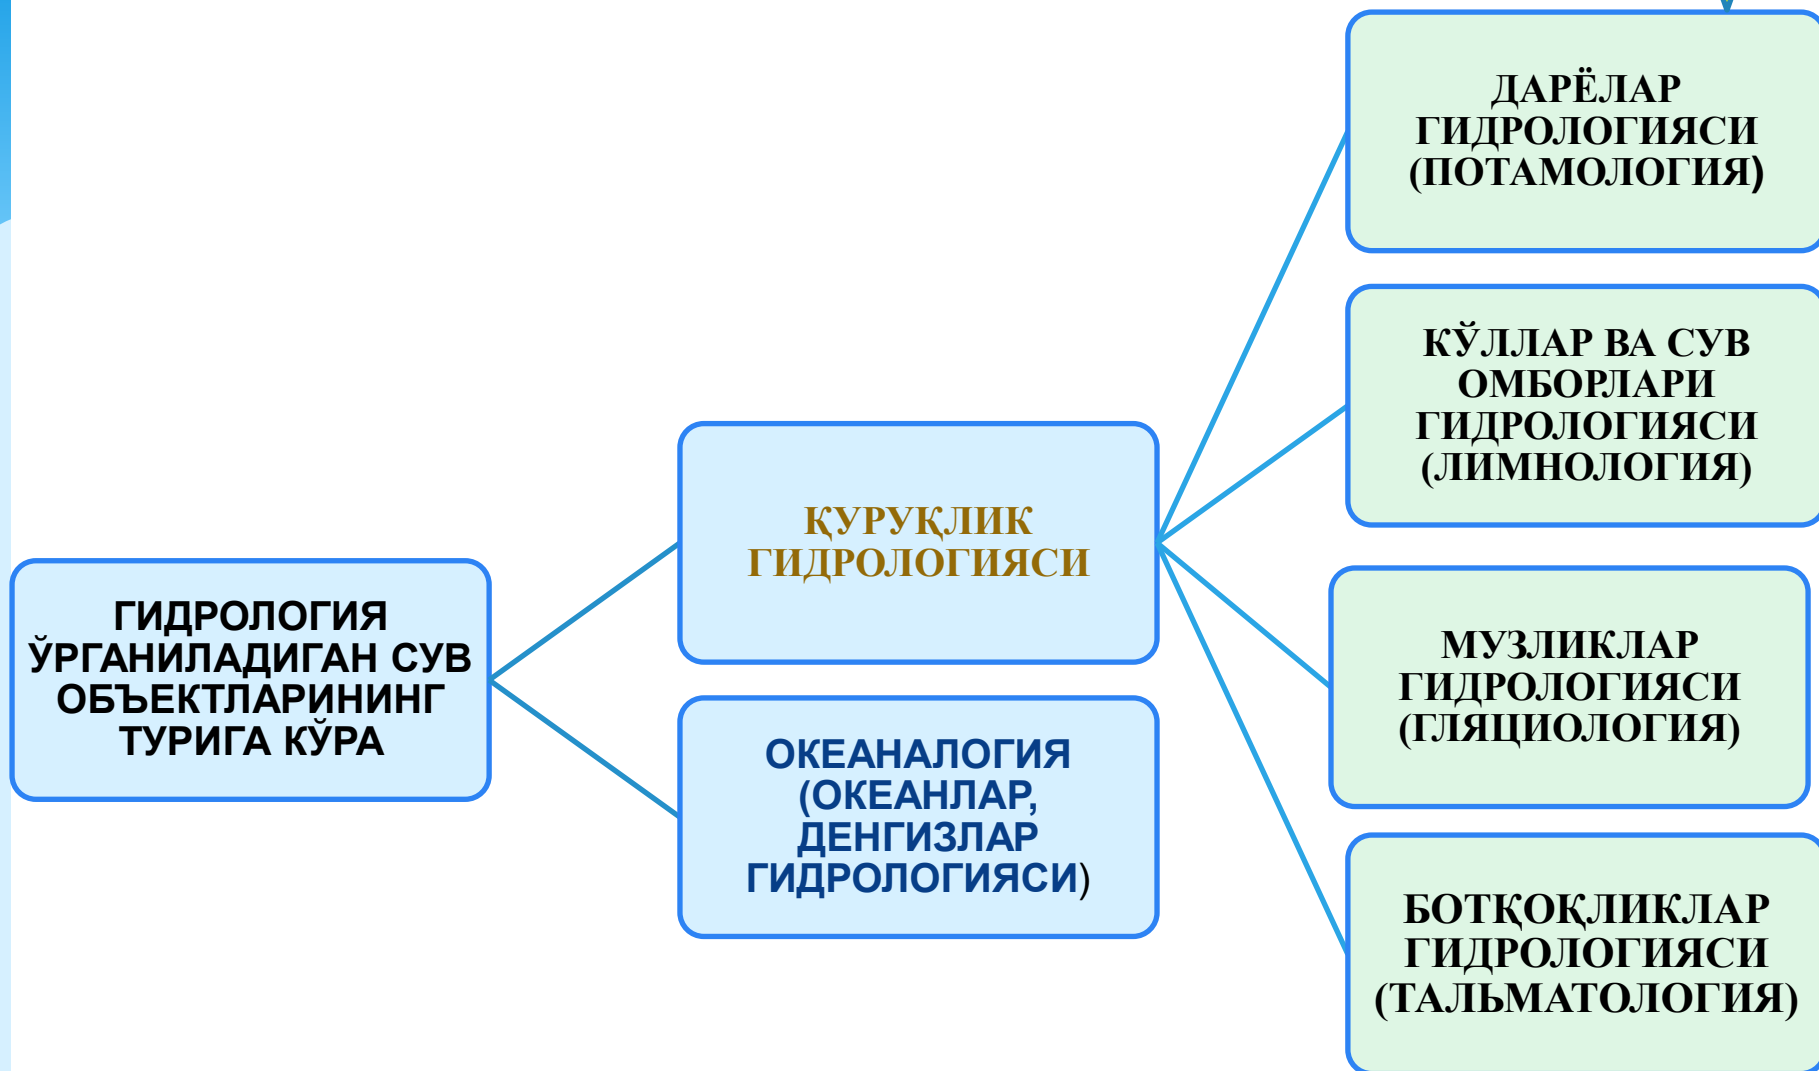 ГИДРОЛОГИЯ
ЎРГАНИЛАДИГАН СУВ
ОБЪЕКТЛАРИНИНГ
ТУРИГА КЎРА
ҚУРУҚЛИК
ГИДРОЛОГИЯСИ
ОКЕАНАЛОГИЯ
(ОКЕАНЛАР,
ДЕНГИЗЛАР
ГИДРОЛОГИЯСИ)
ДАРЁЛАР
ГИДРОЛОГИЯСИ
(ПОТАМОЛОГИЯ)
КЎЛЛАР ВА СУВ
ОМБОРЛАРИ
ГИДРОЛОГИЯСИ
(ЛИМНОЛОГИЯ)
МУЗЛИКЛАР
ГИДРОЛОГИЯСИ
(ГЛЯЦИОЛОГИЯ)
БОТҚОҚЛИКЛАР
ГИДРОЛОГИЯСИ
(ТАЛЬМАТОЛОГИЯ)